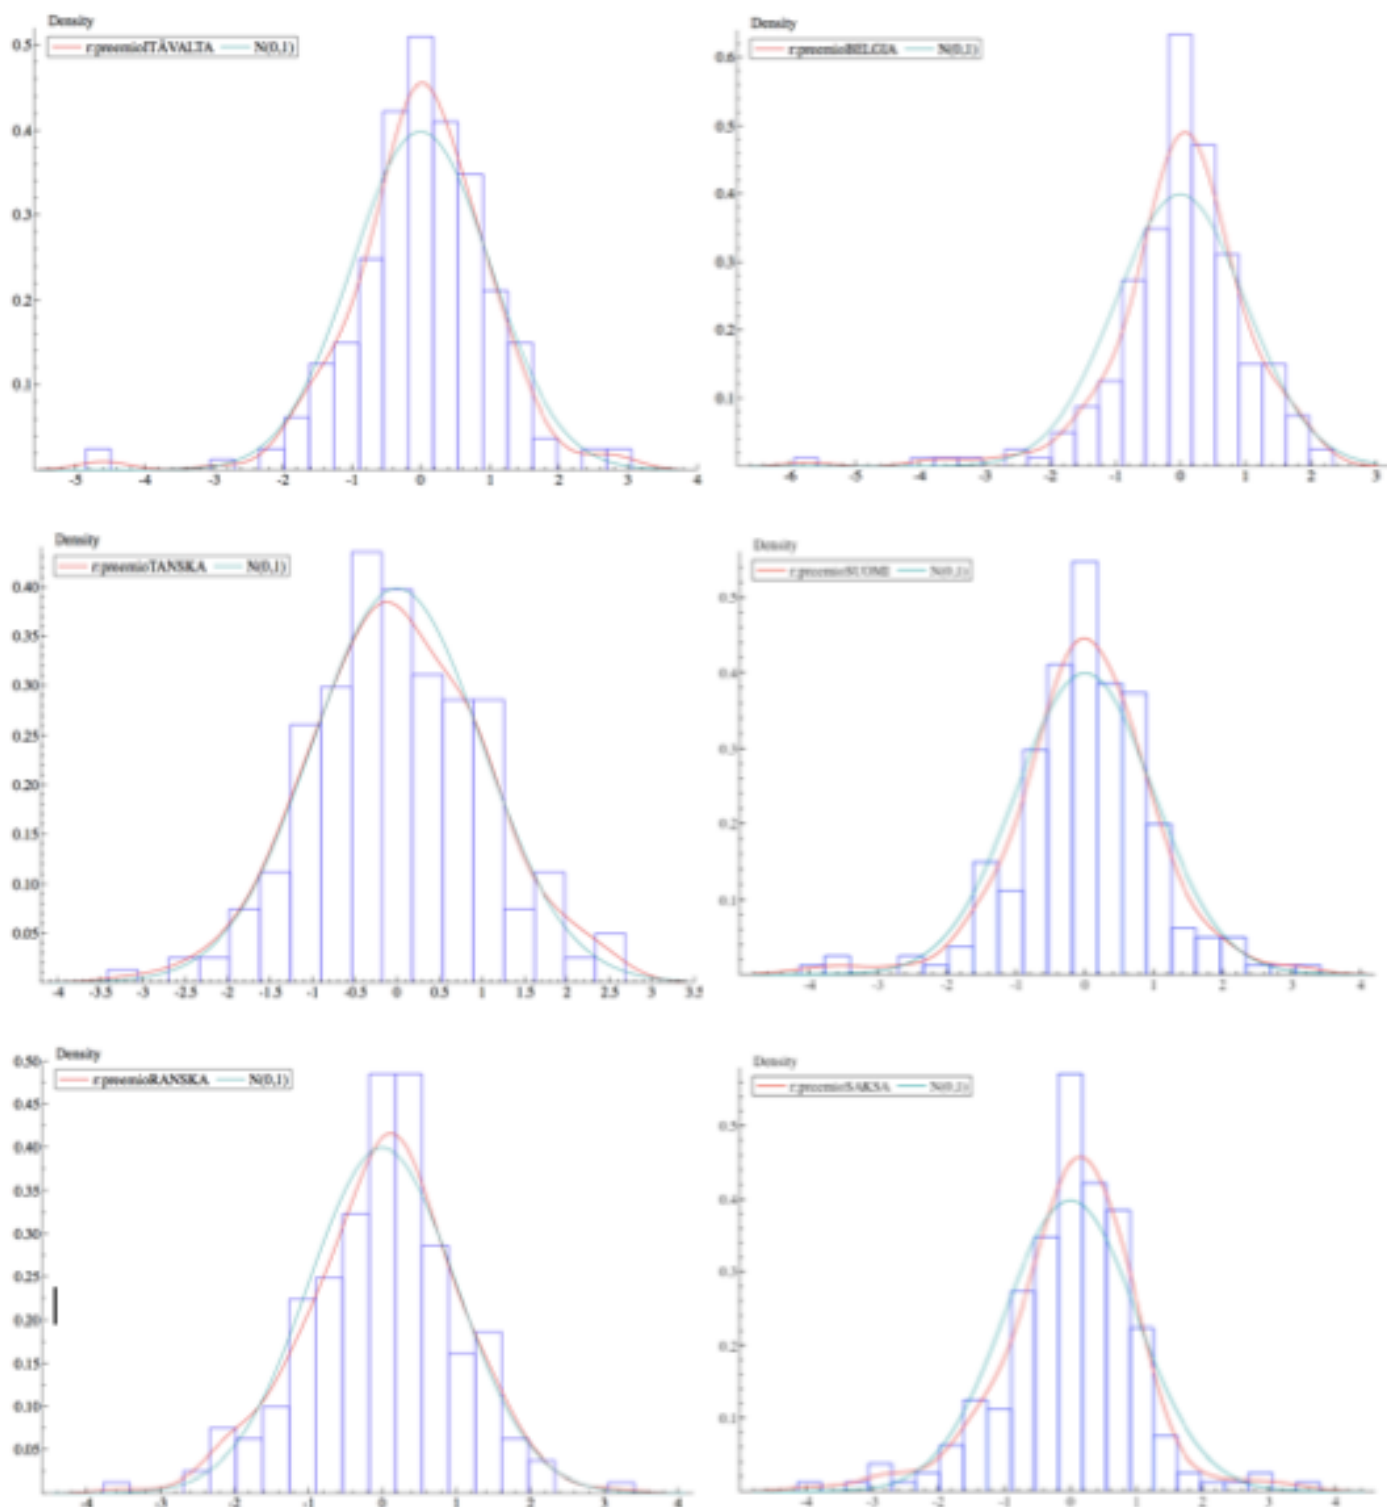 Density
r:preemioITÄVALTA N(0,1)
0.5
0.4
0.3
0.2
0.1
-5 -4 -3 -2 -1 0 1 2 3 4
Density
r:preemioBELGIA N(0,1)
0.6
0.5
0.4
0.3
0.2
0.1
-6 -5 -4 -3 -2 -1 0 1 2 3
Density
r:preemioTANSKA N(0,1)
0.40
0.35
0.30
0.25
0.20
0.15
0.10
0.05
-4 -3.5 -3 -2.5 -2 -1.5 -1 -0.5 0 0.5 1 1.5 2 2.5 3 3.5
Density
r:preemioSUOMI N(0,1)
0.5
0.4
0.3
0.2
0.1
-4 -3 -2 -1 0 1 2 3 4
Density
r:preemioRANSKA N(0,1)
0.50
0.45
0.40
0.35
0.30
0.25
0.20
0.15
0.10
0.05
-4 -3 -2 -1 0 1 2 3 4
Density
r:preemioSAKSA N(0,1)
0.5
0.4
0.3
0.2
0.1
-4 -3 -2 -1 0 1 2 3 4